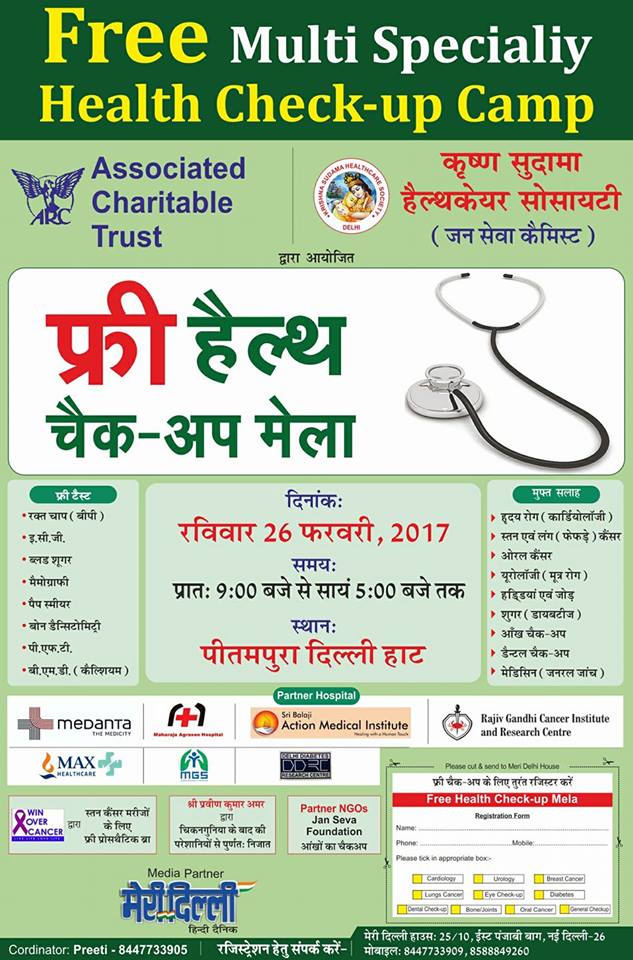 Free Multi Specialiy
Health Check-up Camp
ARC
Associated
Charitable
Trust
KRISHNA SUDAMA HEALTHCARE SOCIETY
DELHI
कृष्ण सुदामा
हैल्थकेयर सोसायटी
( जन सेवा कैमिस्ट )
द्वारा आयोजित
फ्री हैल्थ
चैक-अप मेला
फ्री टैस्ट
• रक्त चाप ( बीपी )
• इ.सी.जी.
• ब्लड शूगर
• मैमोग्राफी
• पैप स्मीयर
• बोन डैन्सिटोमिट्री
• पी.एफ.टी.
• बी.एम.डी. ( कैल्शियम )
दिनांक:
रविवार 26 फरवरी, 2017
समय:
प्रात: 9:00 बजे से सायं 5:00 बजे तक
स्थान:
पीतमपुरा दिल्ली हाट
मुफ्त सलाह
हृदय रोग ( कार्डियोलॉजी )
स्तन एवं लंग ( फेफड़े ) कैंसर
ओरल कैंसर
यूरोलॉजी ( मूत्र रोग )
हड्डियां एवं जोड़
शुगर ( डायबटीज )
आँख चैक-अप
डैन्टल चैक-अप
मेडिसिन ( जनरल जांच )
Partner Hospital
medanta
THE MEDICITY
Maharaja Agrasen Hospital
Sri Balaji
Action Medical Institute
Healing with a Human Touch
Rajiv Gandhi Cancer Institute
and Research Centre
MAX
HEALTHCARE
MGS
DELHI DIABETES
DDRC
RESEARCH CENTRE
Please cut & send to Meri Delhi House
फ्री चैक-अप के लिए तुरंत रजिस्टर करें
Free Health Check-up Mela
Registration Form
Name:
Phone: Mobile:
Please tick in appropriate box:-
Cardiology Urology Breast Cancer
Lungs Cancer Eye Check-up Diabetes
Dental Check-up Bone/Joints Oral Cancer General Checkup
WIN
OVER
CANCER
द्वारा
स्तन कैंसर मरीजों
के लिए
फ्री प्रोसथैटिक ब्रा
श्री प्रवीण कुमार अमर
द्वारा
चिकनगुनिया के बाद की
परेशानियों से पुर्णत: निजात
Partner NGOs
Jan Seva
Foundation
आंखों का चैकअप
Media Partner
मेरी दिल्ली
हिन्दी दैनिक
Cordinator: Preeti - 8447733905
रजिस्ट्रेशन हेतु संपर्क करें-
मेरी दिल्ली हाउस: 25/10, ईस्ट पंजाबी बाग, नई दिल्ली-26
मोबाइल: 8447733909, 8588849260